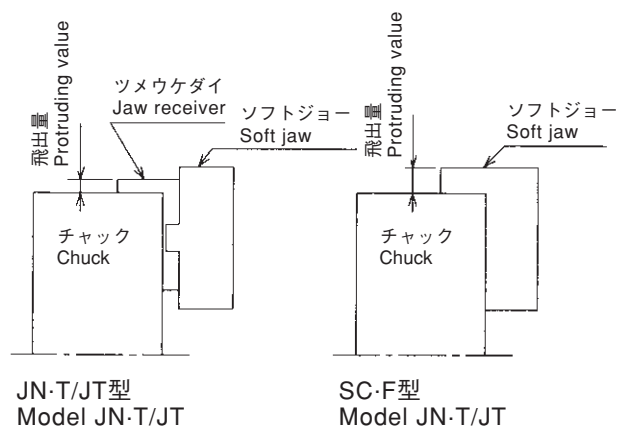 飛出量
Protruding value
ツメウケダイ
Jaw receiver
ソフトジョー
Soft jaw
チャック
Chuck
JN·T/JT型
Model JN·T/JT
飛出量
Protruding value
ソフトジョー
Soft jaw
チャック
Chuck
SC·F型
Model JN·T/JT